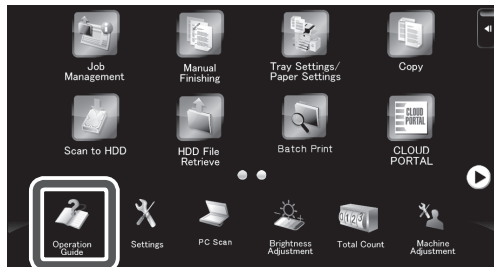 Job
Management
Manual
Finishing
Tray Settings/
Paper Settings
Copy
Scan to HDD
HDD File
Retrieve
Batch Print
CLOUD
PORTAL
CLOUD
PORTAL
Operation
Guide
Settings
PC Scan
Brightness
Adjustment
0123
Total Count
Machine
Adjustment